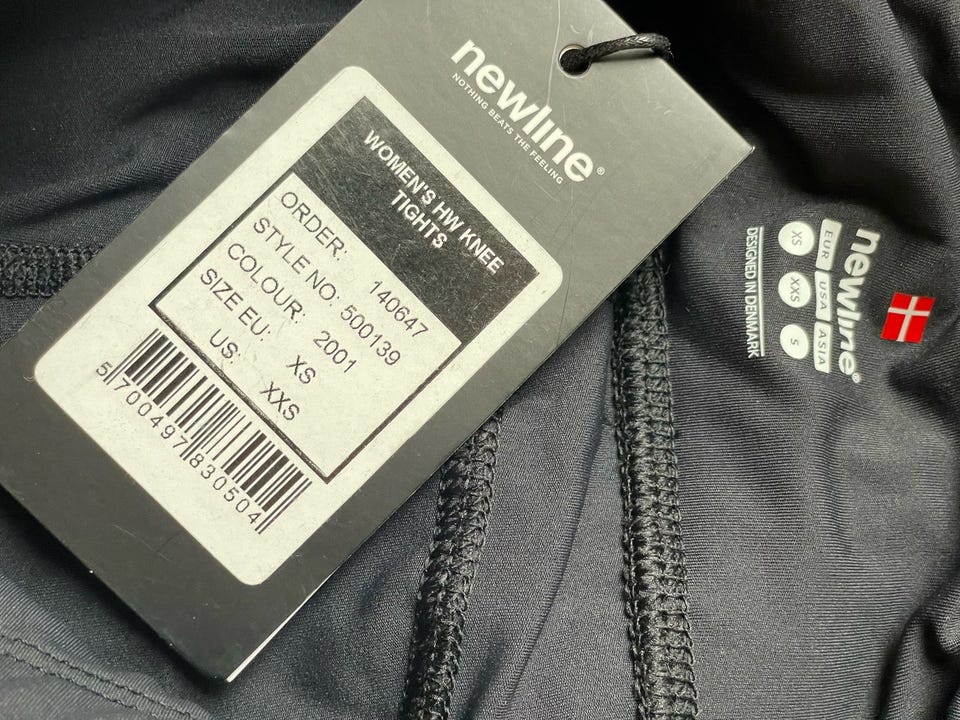 newline®
NOTHING BEATS THE FEELING
WOMEN'S HW KNEE
TIGHTS
ORDER: 140647
STYLE NO: 500139
COLOUR: 2001
SIZE EU: XS
US: XXS
5 700497 830504
newline®
EUR USA ASIA
XS XXS S
DESIGNED IN DENMARK